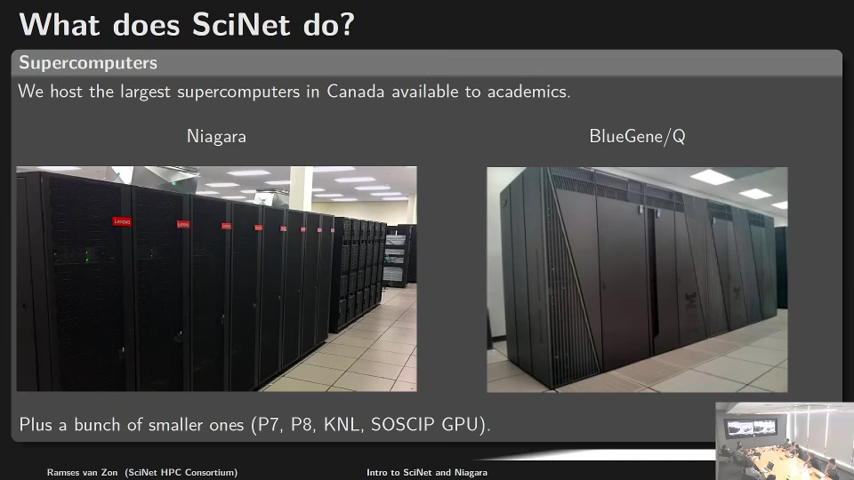 What does SciNet do?
Supercomputers
We host the largest supercomputers in Canada available to academics.
Niagara
BlueGene/Q
Lenovo
Lenovo
Plus a bunch of smaller ones (P7, P8, KNL, SOSCIP GPU).
Ramses van Zon (SciNet HPC Consortium)
Intro to SciNet and Niagara